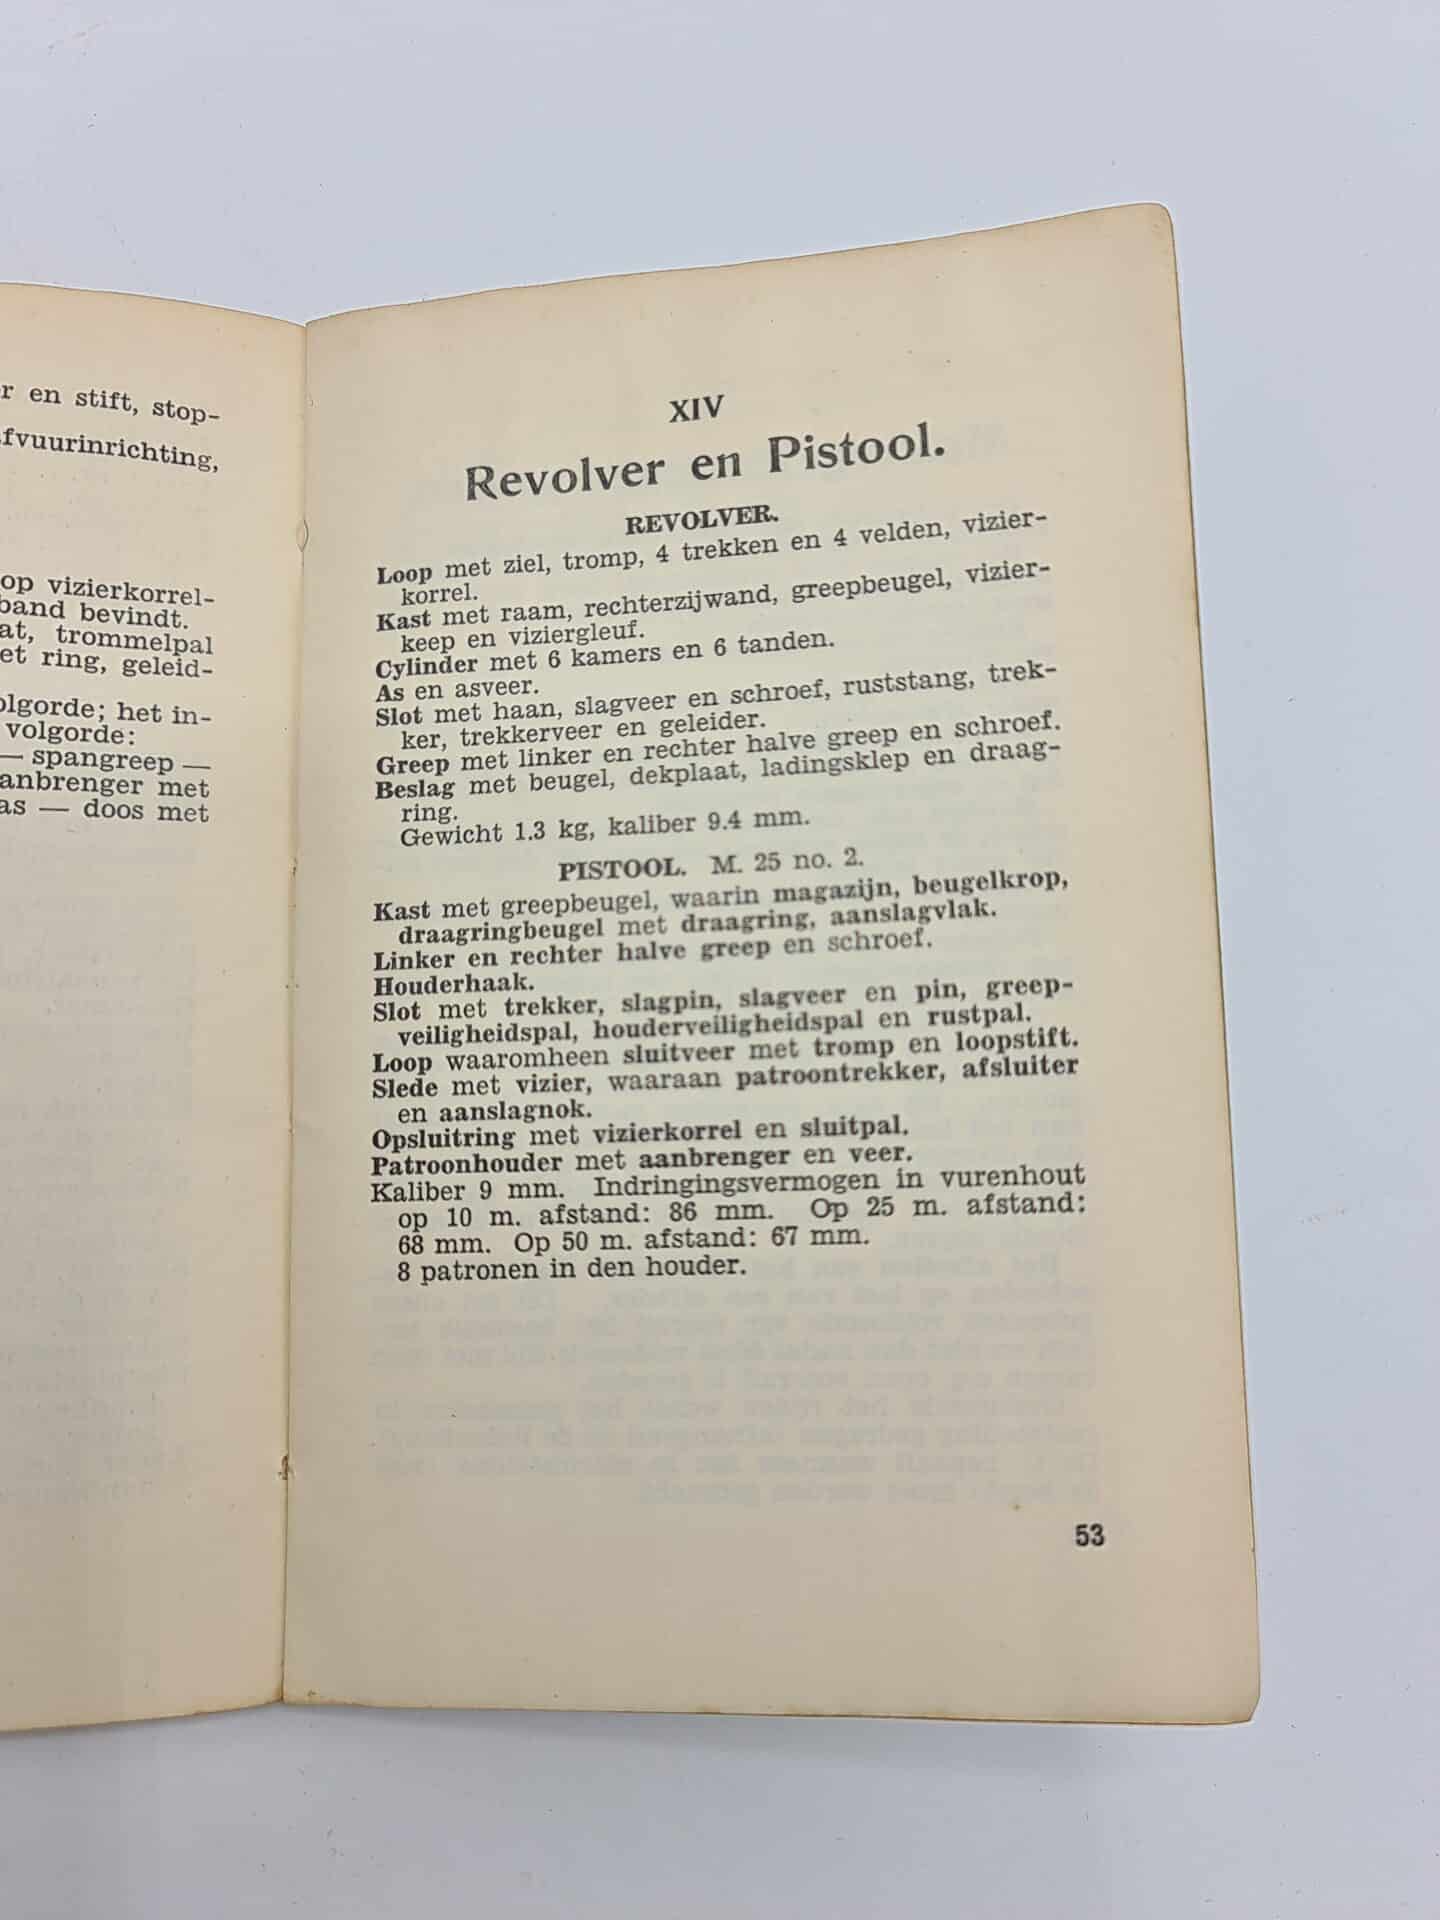 r en stift, stop-
fvuurinrichting,
op vizierkorrel-
band bevindt.
at, trommelpal
et ring, geleid-
olgorde; het in-
volgorde:
— spangreep —
anbrenger met
as — doos met
XIV
Revolver en Pistool.
REVOLVER.
Loop met ziel, tromp, 4 trekken en 4 velden, vizier-
korrel.
Kast met raam, rechterzijwand, greepbeugel, vizier-
keep en viziergleuf.
Cylinder met 6 kamers en 6 tanden.
As en asveer.
Slot met haan, slagveer en schroef, ruststang, trek-
ker, trekkerveer en geleider.
Greep met linker en rechter halve greep en schroef.
Beslag met beugel, dekplaat, ladingsklep en draag-
ring.
Gewicht 1.3 kg, kaliber 9.4 mm.
PISTOOL. M. 25 no. 2.
Kast met greepbeugel, waarin magazijn, beugelkrop,
draagringbeugel met draagring, aanslagvlak.
Linker en rechter halve greep en schroef.
Houderhaak.
Slot met trekker, slagpin, slagveer en pin, greep-
veiligheidspal, houderveiligheidspal en rustpal.
Loop waaromheen sluitveer met tromp en loopstift.
Slede met vizier, waaraan patroontrekker, afsluiter
en aanslagnok.
Opsluitring met vizierkorrel en sluitpal.
Patroonhouder met aanbrenger en veer.
Kaliber 9 mm. Indringingsvermogen in vurenhout
op 10 m. afstand: 86 mm. Op 25 m. afstand:
68 mm. Op 50 m. afstand: 67 mm.
8 patronen in den houder.
53